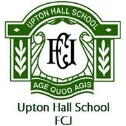 UPTON HALL SCHOOL
FCJ
AGE QUOD AGIS
Upton Hall School
FCJ